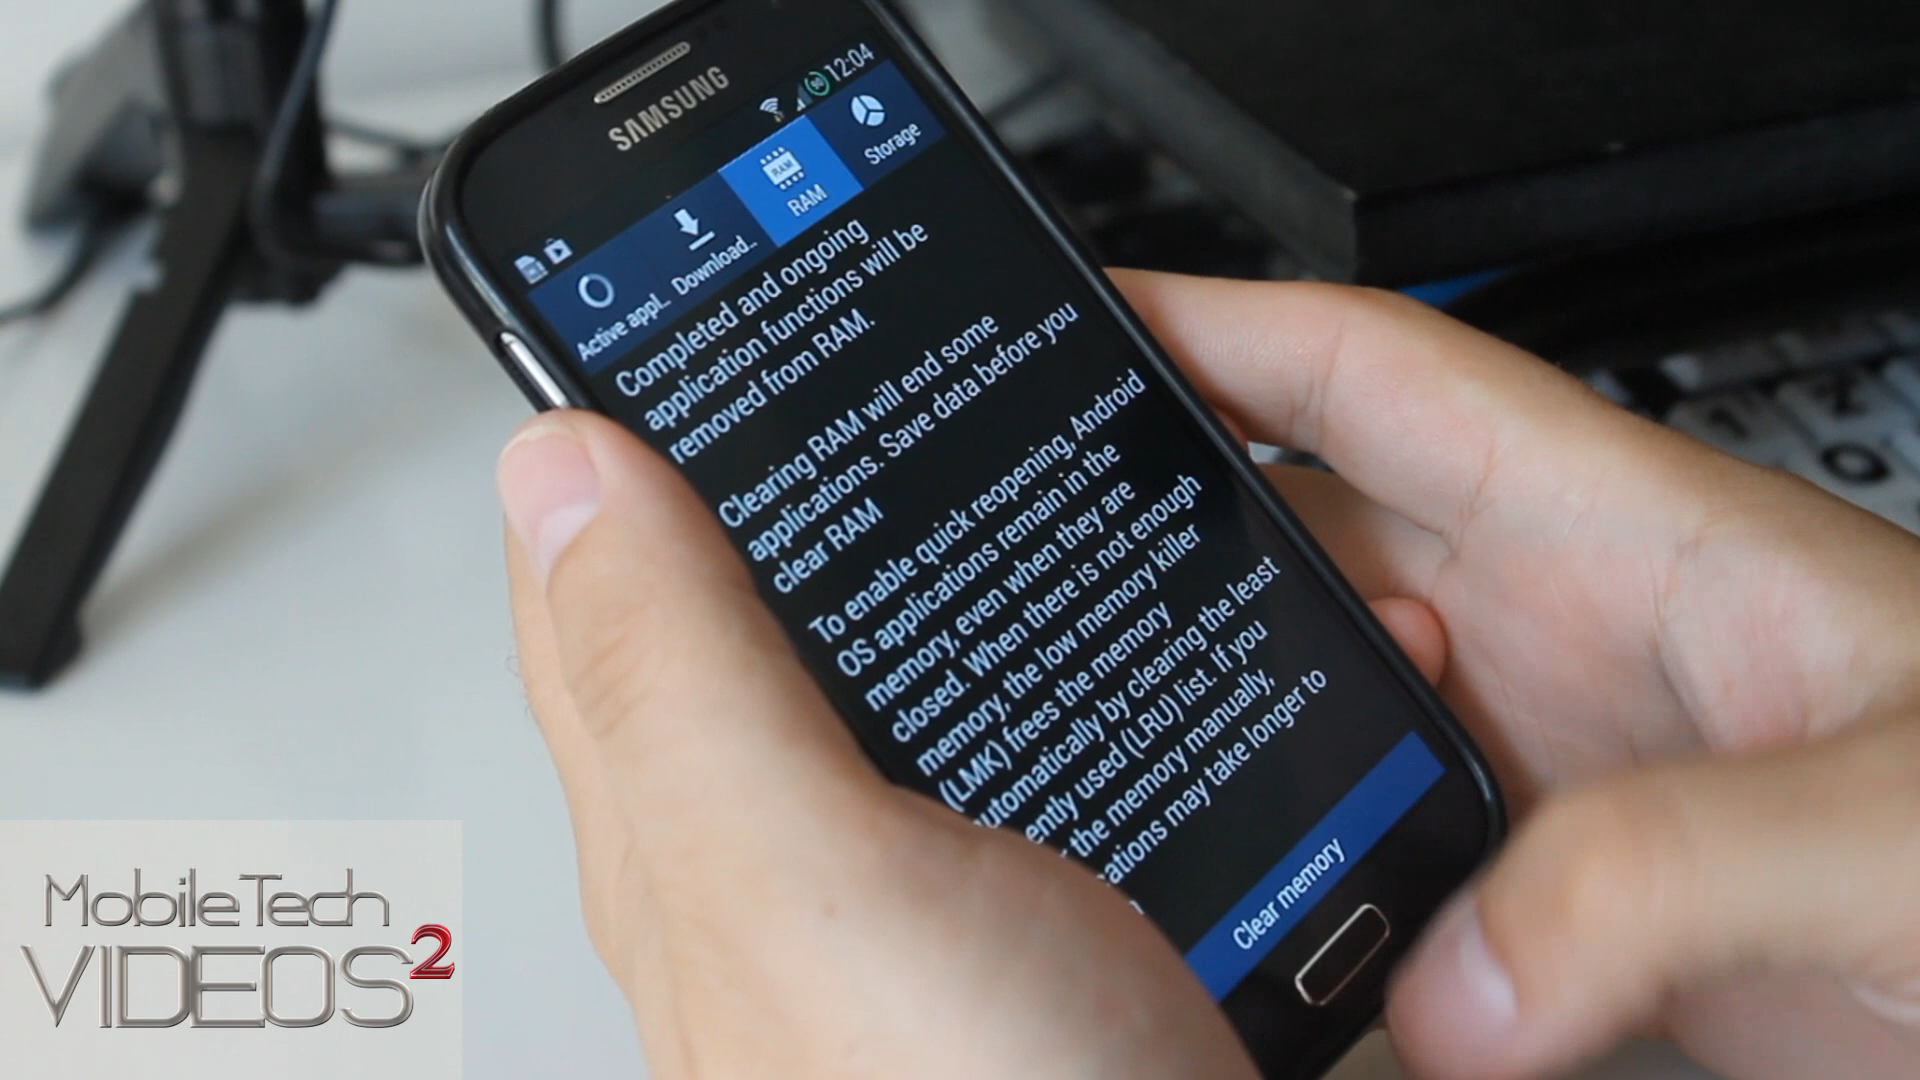 SAMSUNG
90 12:04
Active appl...
Download...
RAM
RAM
Storage
Completed and ongoing
application functions will be
removed from RAM.
Clearing RAM will end some
applications. Save data before you
clear RAM
To enable quick reopening, Android
OS applications remain in the
memory, even when they are
closed. When there is not enough
memory, the low memory killer
(LMK) frees the memory
automatically by clearing the least
ently used (LRU) list. If you
the memory manually,
ations may take longer to
Clear memory
MobileTech
VIDEOS2